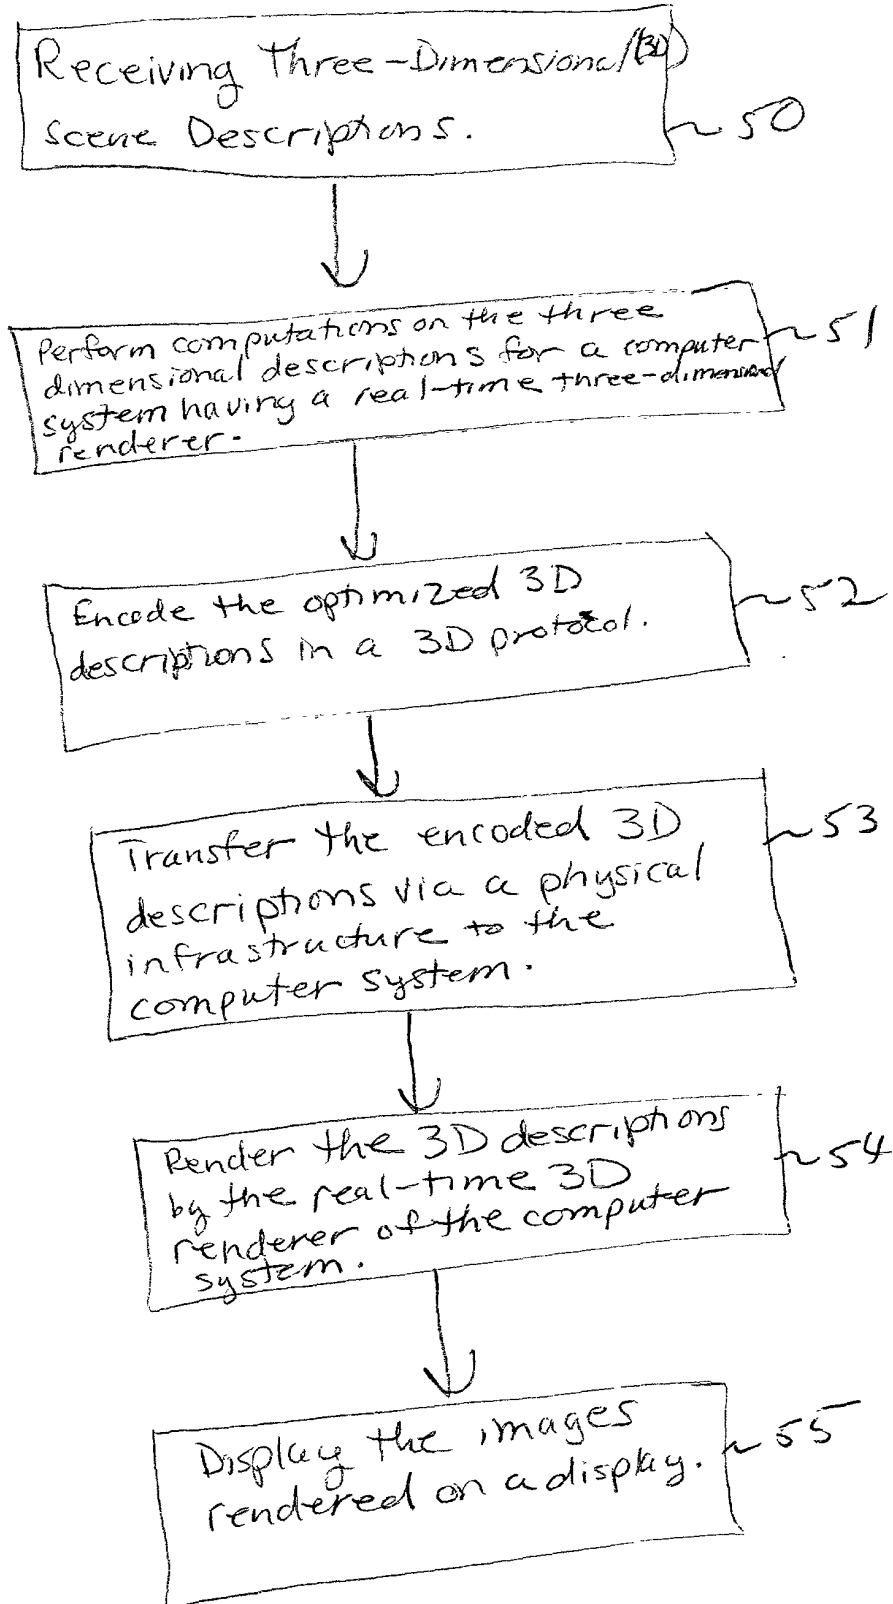 Receiving Three-Dimensional (3D)
Scene Descriptions.
~ 50
Perform computations on the three
dimensional descriptions for a computer
system having a real-time three-dimensional
renderer.
~ 51
Encode the optimized 3D
descriptions in a 3D protocol.
~ 52
Transfer the encoded 3D
descriptions via a physical
infrastructure to the
computer system.
~ 53
Render the 3D descriptions
by the real-time 3D
renderer of the computer
system.
~ 54
Display the images
rendered on a display.
~ 55